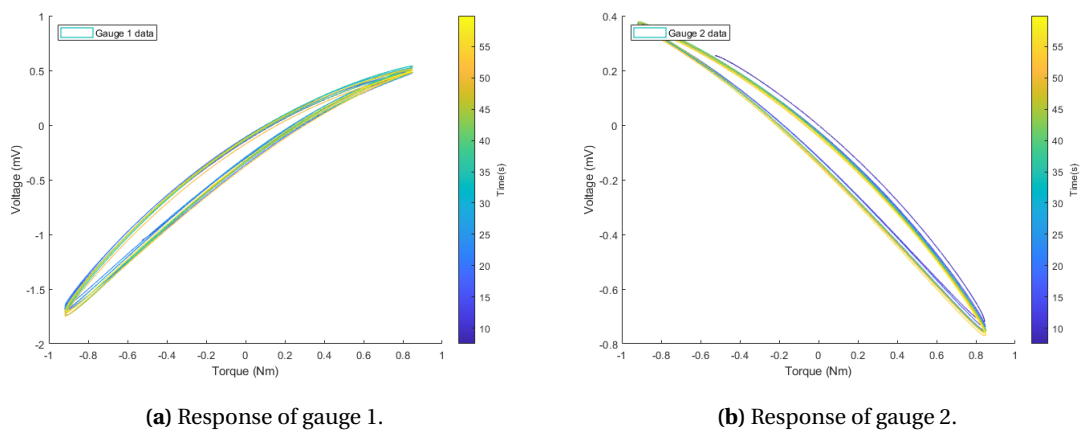 1
0.5
0
-0.5
-1
-1.5
-2
Voltage (mV)
Gauge 1 data
-1 -0.8 -0.6 -0.4 -0.2 0 0.2 0.4 0.6 0.8 1
Torque (Nm)
55
50
45
40
35
30
25
20
15
10
Time(s)
(a) Response of gauge 1.
0.4
0.2
0
-0.2
-0.4
-0.6
-0.8
Voltage (mV)
Gauge 2 data
-1 -0.8 -0.6 -0.4 -0.2 0 0.2 0.4 0.6 0.8 1
Torque (Nm)
55
50
45
40
35
30
25
20
15
10
Time(s)
(b) Response of gauge 2.